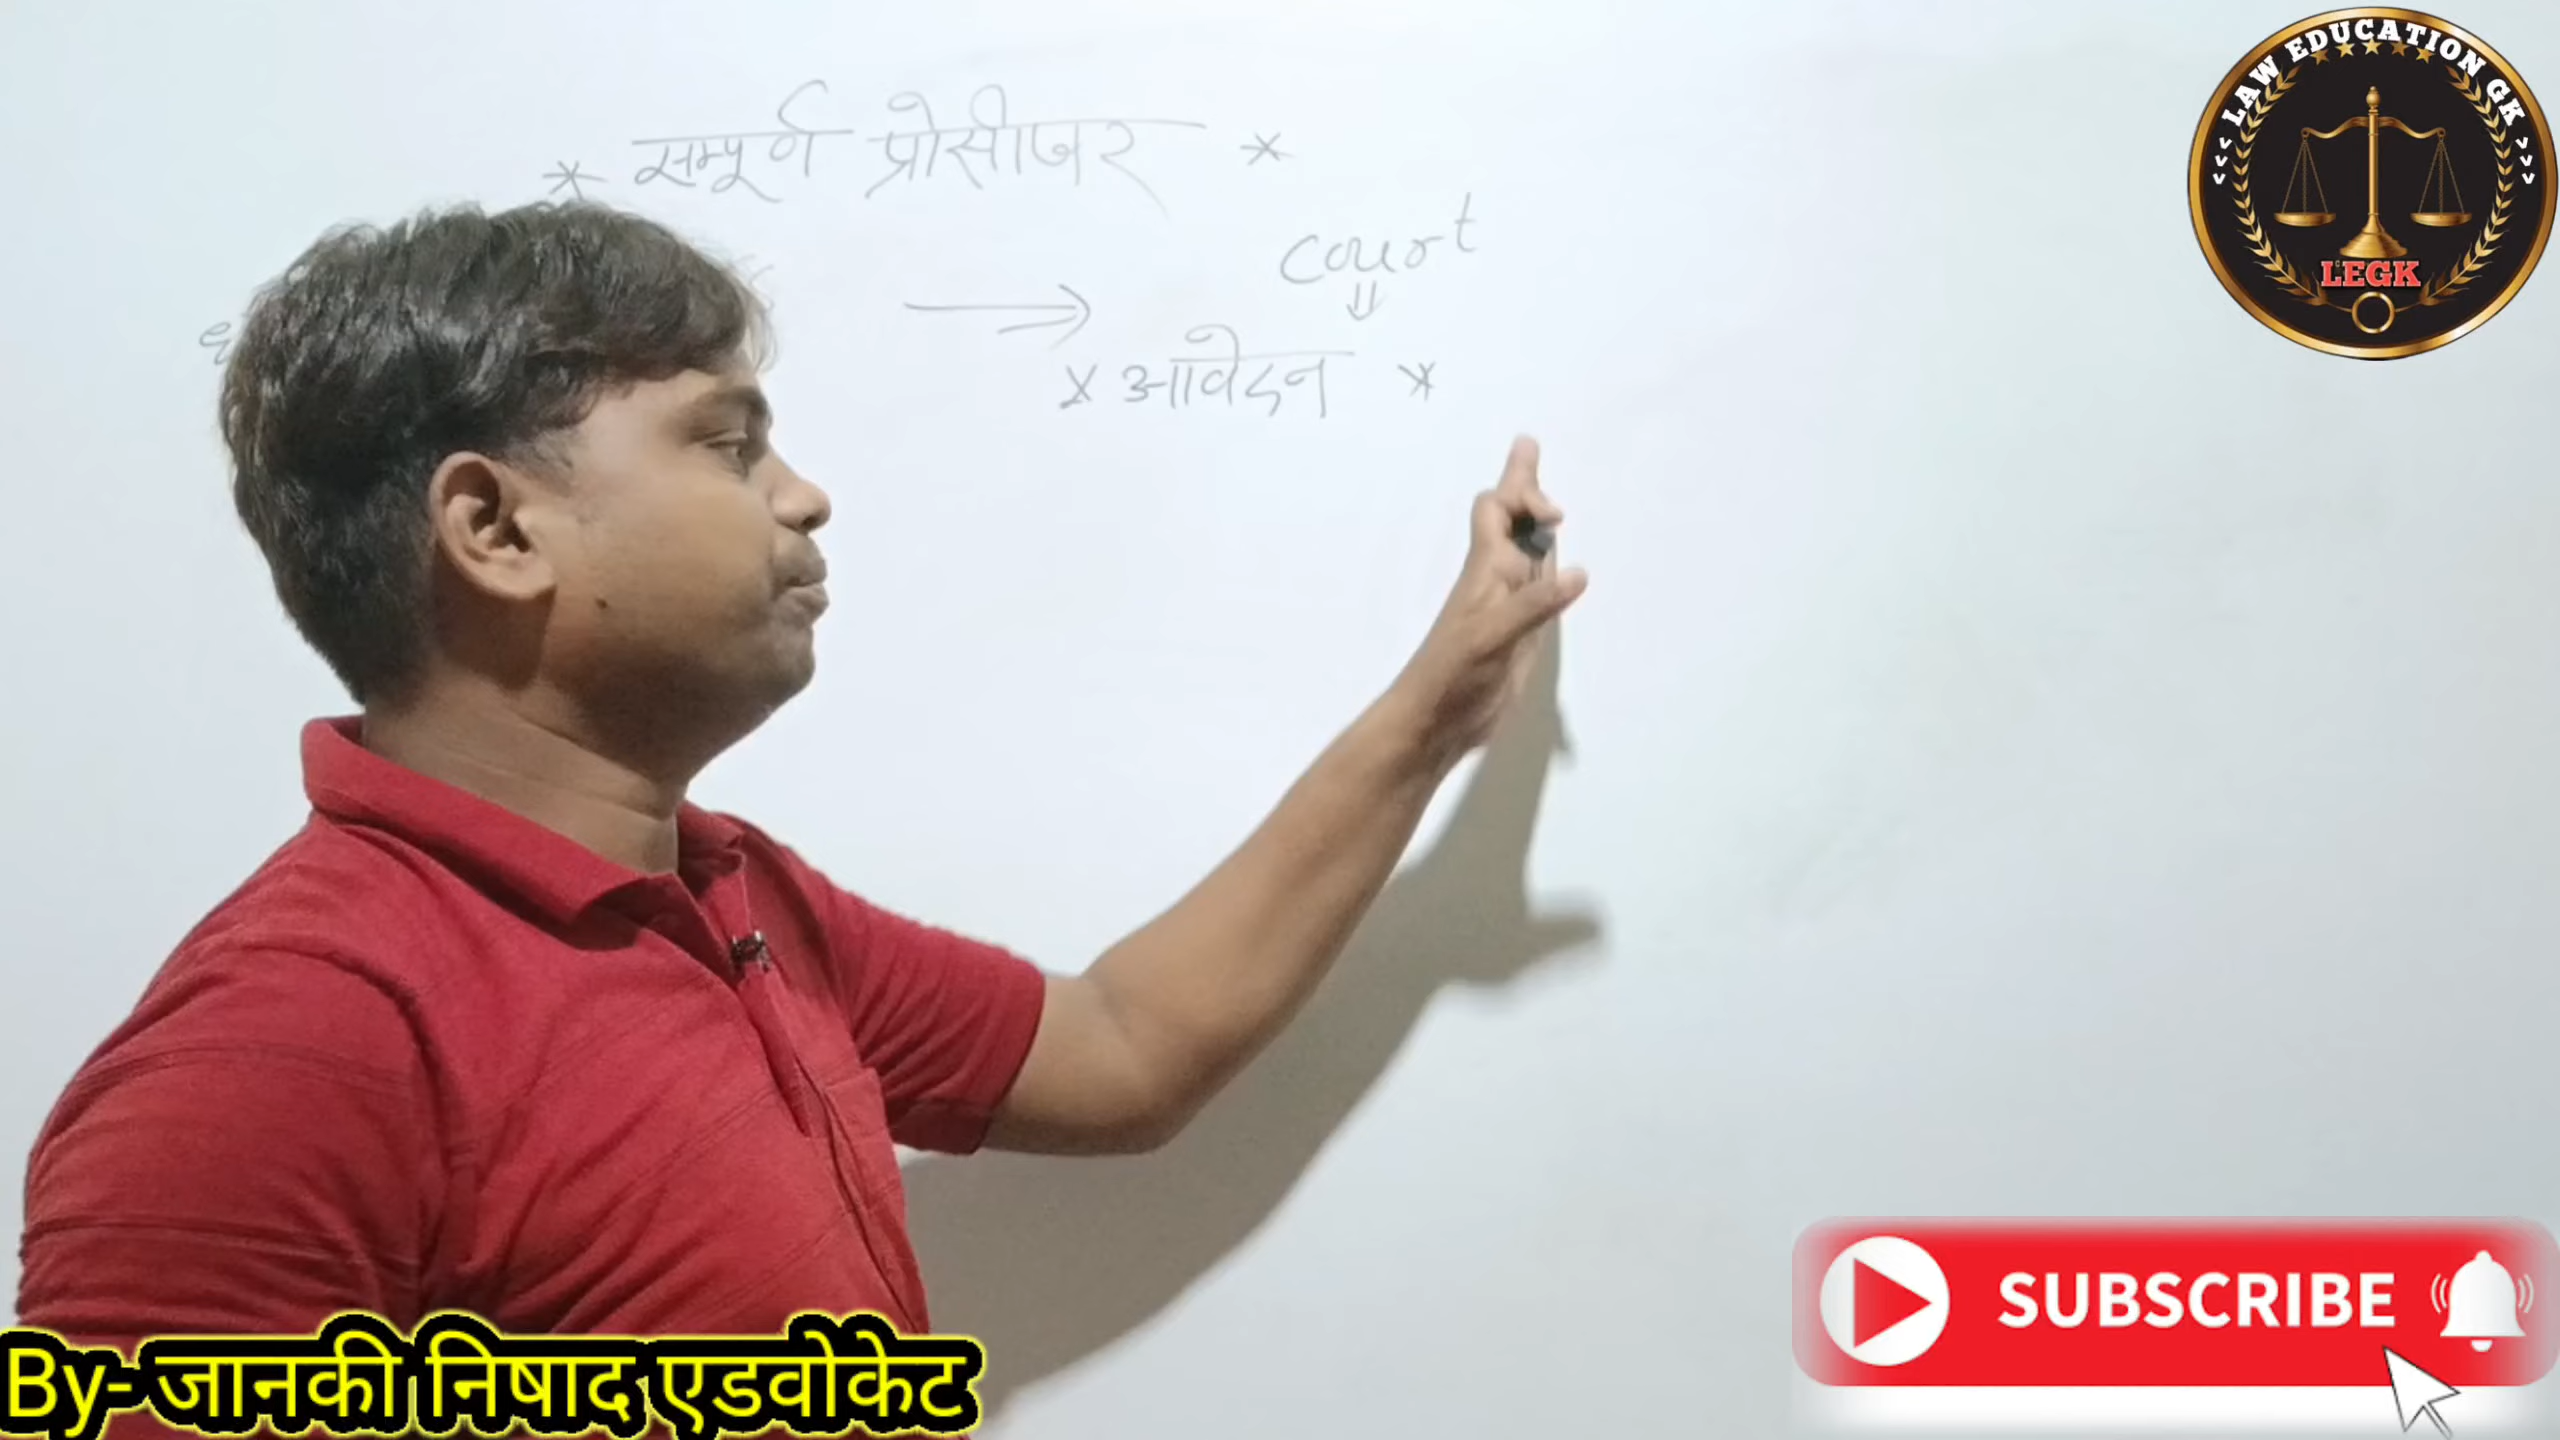 * सम्पूर्ण प्रोसीजर *
court
* आवेदन *
LAW EDUCATION GK
LEGK
SUBSCRIBE
By- जानकी निषाद एडवोकेट